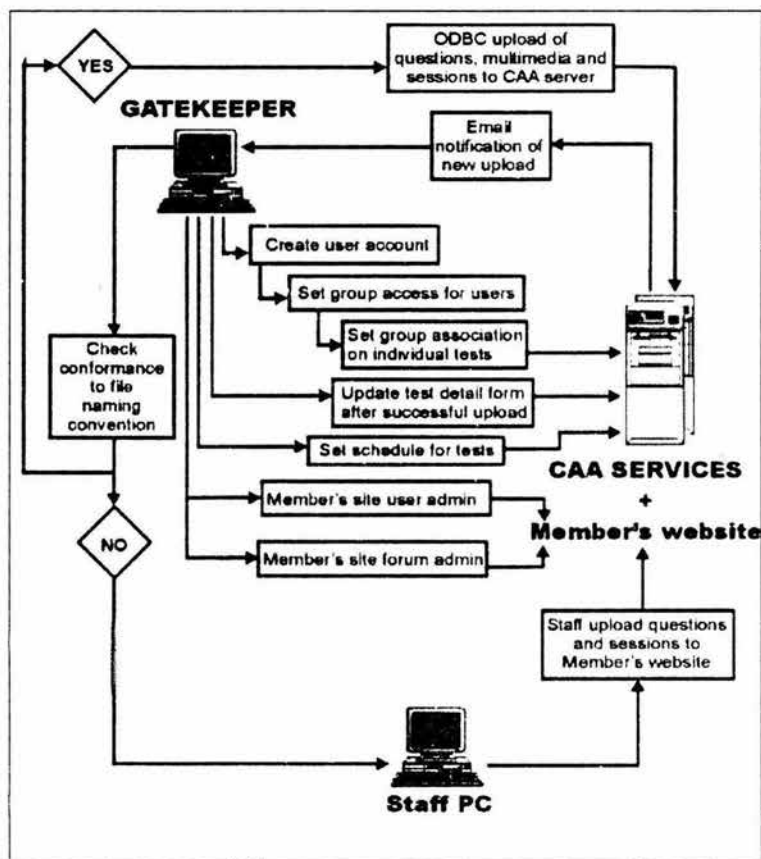 YES
ODBC upload of
questions, multimedia and
sessions to CAA server
GATEKEEPER
Email
notification of
new upload
Create user account
Set group access for users
Set group association
on individual tests
Check
conformance
to file
naming
convention
Update test detail form
after successful upload
Set schedule for tests
CAA SERVICES
+
Member's website
Member's site user admin
NO
Member's site forum admin
Staff upload questions
and sessions to
Member's website
Staff PC